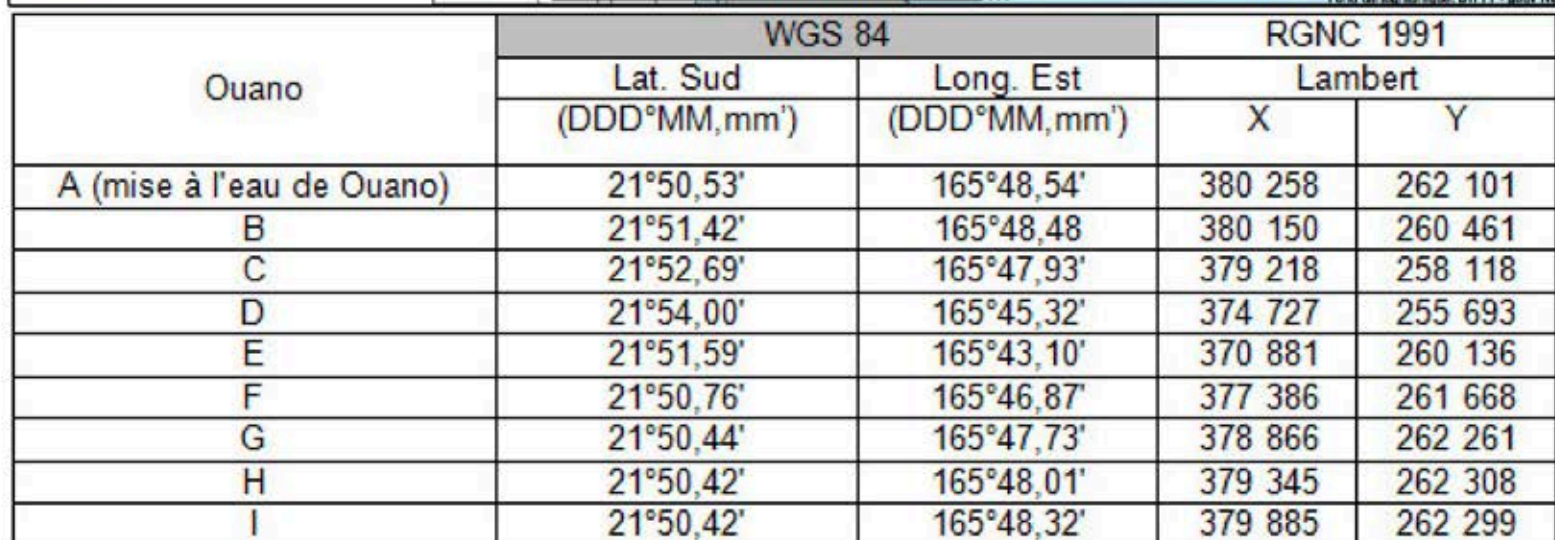 WGS 84 RGNC 1991
Ouano Lat. Sud Long. Est Lambert
(DDD°MM,mm') (DDD°MM,mm') X Y
A (mise à l'eau de Ouano) 21°50,53' 165°48,54' 380 258 262 101
B 21°51,42' 165°48,48 380 150 260 461
C 21°52,69' 165°47,93' 379 218 258 118
D 21°54,00' 165°45,32' 374 727 255 693
E 21°51,59' 165°43,10' 370 881 260 136
F 21°50,76' 165°46,87' 377 386 261 668
G 21°50,44' 165°47,73' 378 866 262 261
H 21°50,42' 165°48,01' 379 345 262 308
I 21°50,42' 165°48,32' 379 885 262 299